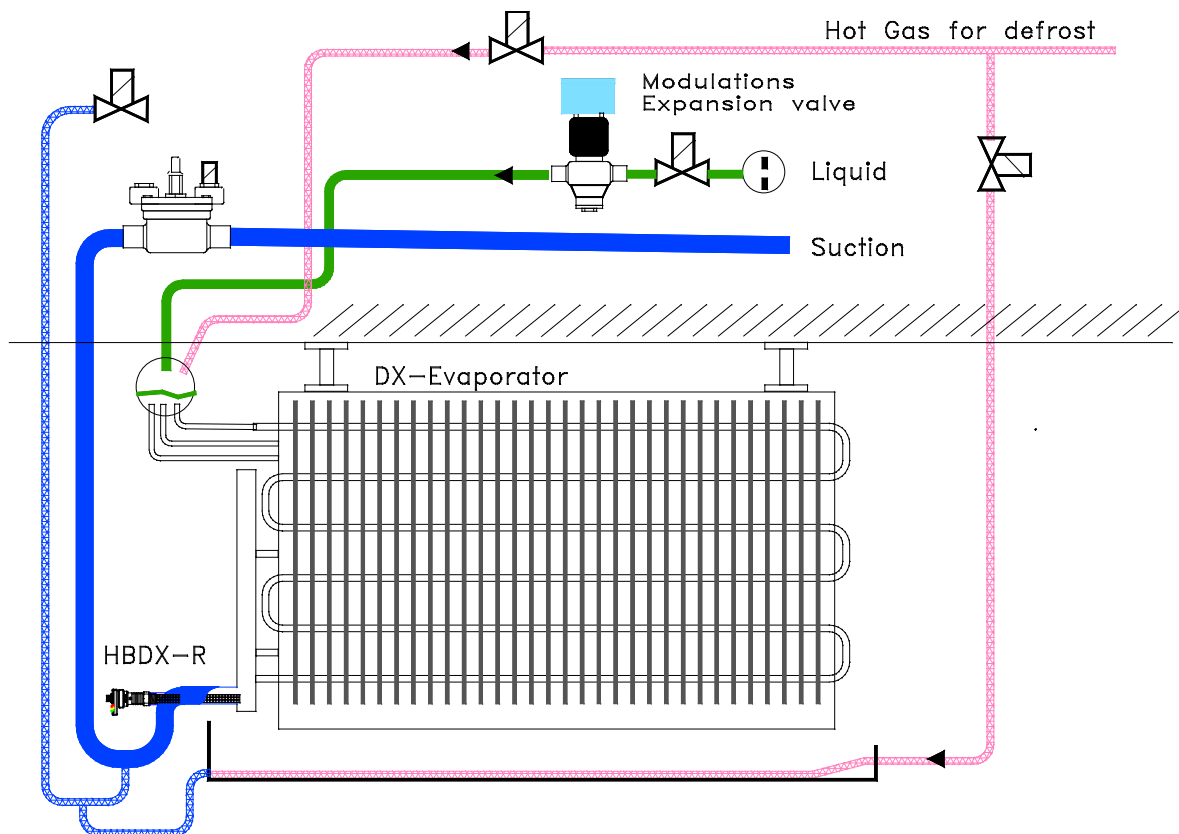 Hot Gas for defrost
Modulations
Expansion valve
Liquid
Suction
DX-Evaporator
HBDX-R